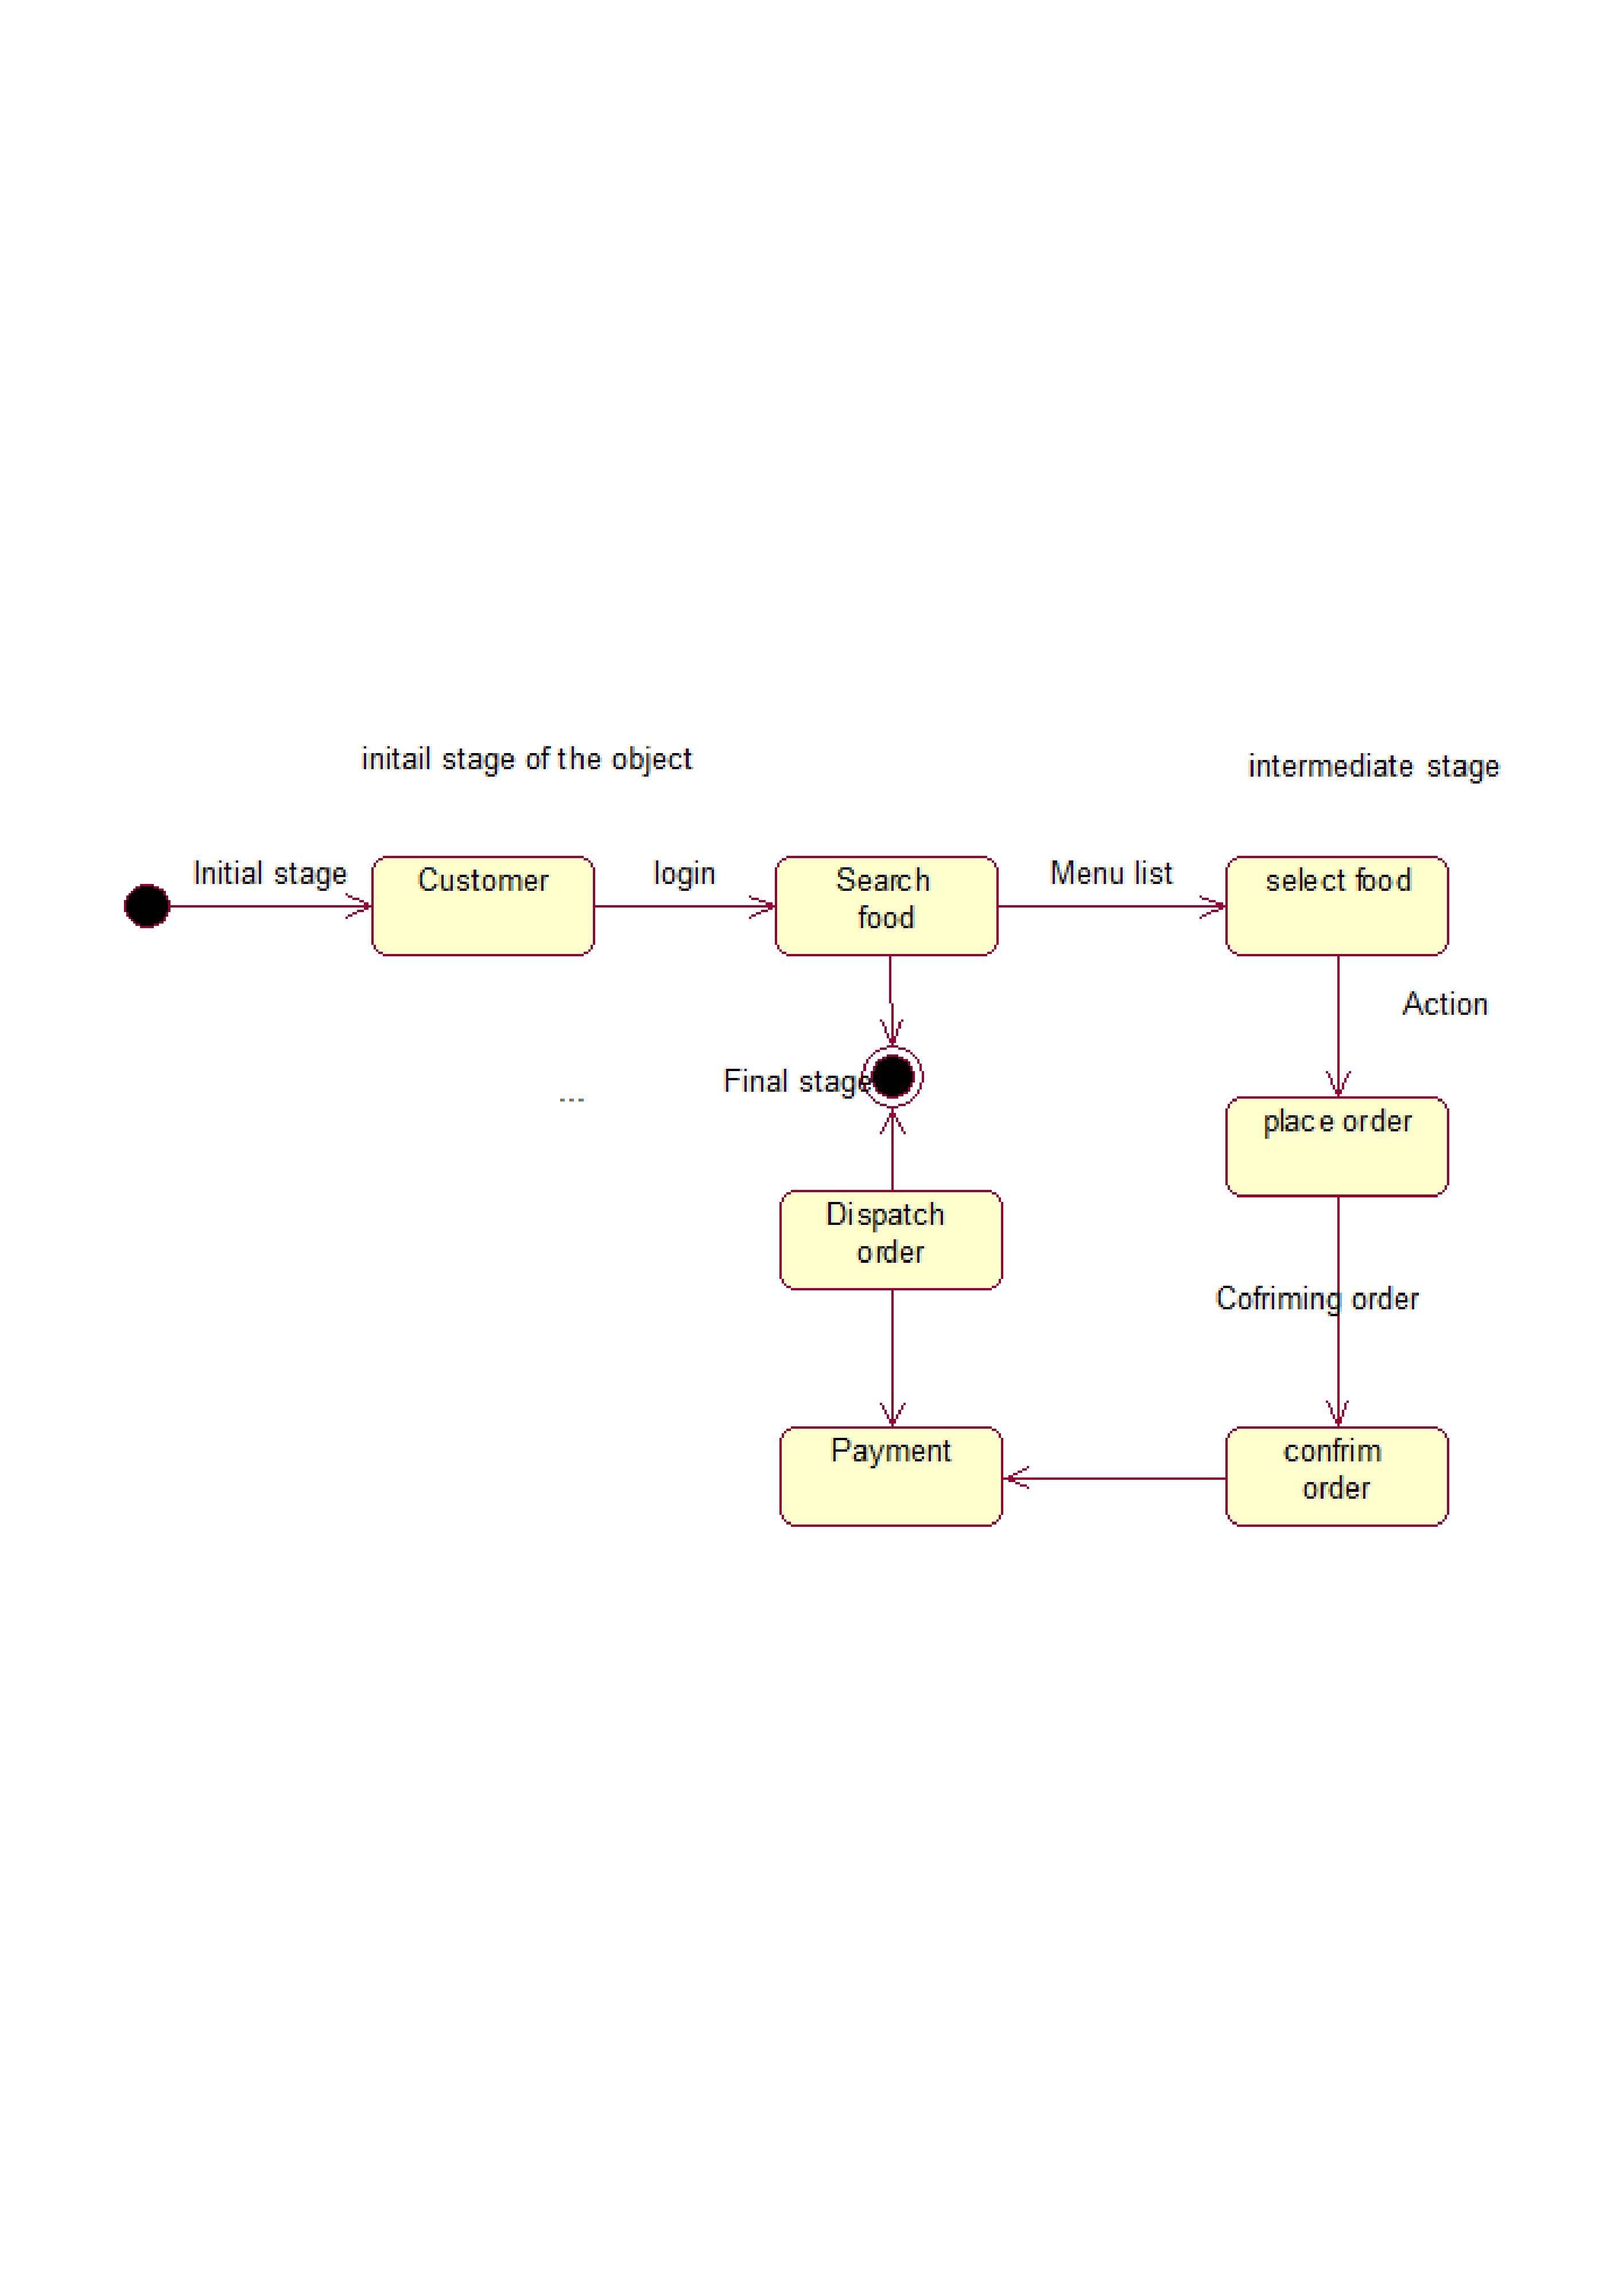 initail stage of the object
intermediate stage
Initial stage
Customer
login
Search
food
Menu list
select food
Action
Final stage
...
place order
Dispatch
order
Cofriming order
Payment
confrim
order